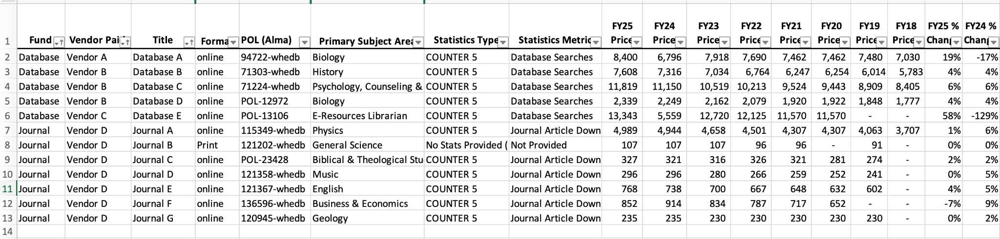 1 Fund Vendor Pai Title Forma POL (Alma) Primary Subject Area Statistics Type Statistics Metric FY25 Price FY24 Price FY23 Price FY22 Price FY21 Price FY20 Price FY19 Price FY18 Price FY25 % Chang FY24 % Chang
2 Database Vendor A Database A online 94722-whedb Biology COUNTER 5 Database Searches 8,400 6,796 7,918 7,690 7,462 7,462 7,480 7,030 19% -17%
3 Database Vendor B Database B online 71303-whedb History COUNTER 5 Database Searches 7,608 7,316 7,034 6,764 6,247 6,254 6,014 5,783 4% 4%
4 Database Vendor B Database C online 71224-whedb Psychology, Counseling & COUNTER 5 Database Searches 11,819 11,150 10,519 10,213 9,524 9,443 8,909 8,405 6% 6%
5 Database Vendor B Database D online POL-12972 Biology COUNTER 5 Database Searches 2,339 2,249 2,162 2,079 1,920 1,922 1,848 1,777 4% 4%
6 Database Vendor C Database E online POL-13106 E-Resources Librarian COUNTER 5 Database Searches 13,343 5,559 12,720 12,125 11,570 11,570 - - 58% -129%
7 Journal Vendor D Journal A online 115349-whedb Physics COUNTER 5 Journal Article Down 4,989 4,944 4,658 4,501 4,307 4,307 4,063 3,707 1% 6%
8 Journal Vendor D Journal B Print 121202-whedb General Science No Stats Provided ( Not Provided 107 107 107 96 96 - 91 - 0% 0%
9 Journal Vendor D Journal C online POL-23428 Biblical & Theological Stu COUNTER 5 Journal Article Down 327 321 316 326 321 281 274 - 2% 2%
10 Journal Vendor D Journal D online 121358-whedb Music COUNTER 5 Journal Article Down 296 296 280 266 259 252 241 - 0% 5%
11 Journal Vendor D Journal E online 121367-whedb English COUNTER 5 Journal Article Down 768 738 700 667 648 632 602 - 4% 5%
12 Journal Vendor D Journal F online 136596-whedb Business & Economics COUNTER 5 Journal Article Down 852 914 834 787 717 652 - - -7% 9%
13 Journal Vendor D Journal G online 120945-whedb Geology COUNTER 5 Journal Article Down 235 235 230 230 230 230 230 - 0% 2%
14